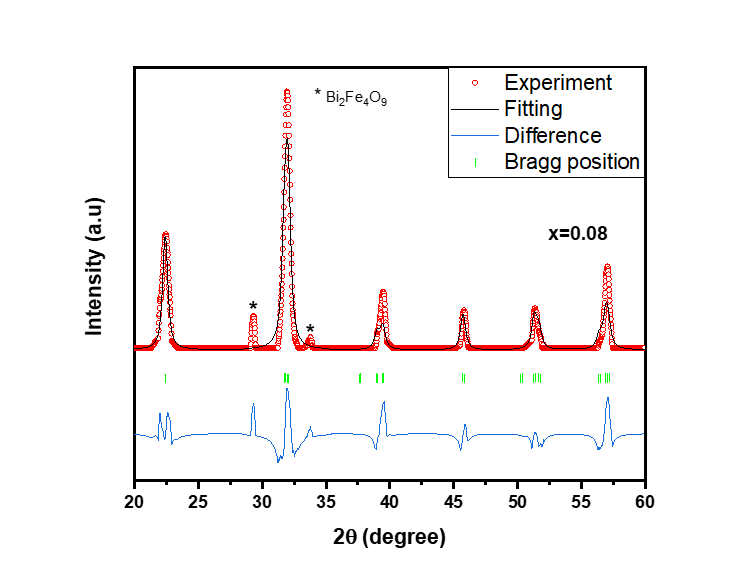 * Bi₂Fe₄O₉
Experiment
Fitting
Difference
Bragg position
x=0.08
*
*
Intensity (a.u)
20 25 30 35 40 45 50 55 60
2θ (degree)